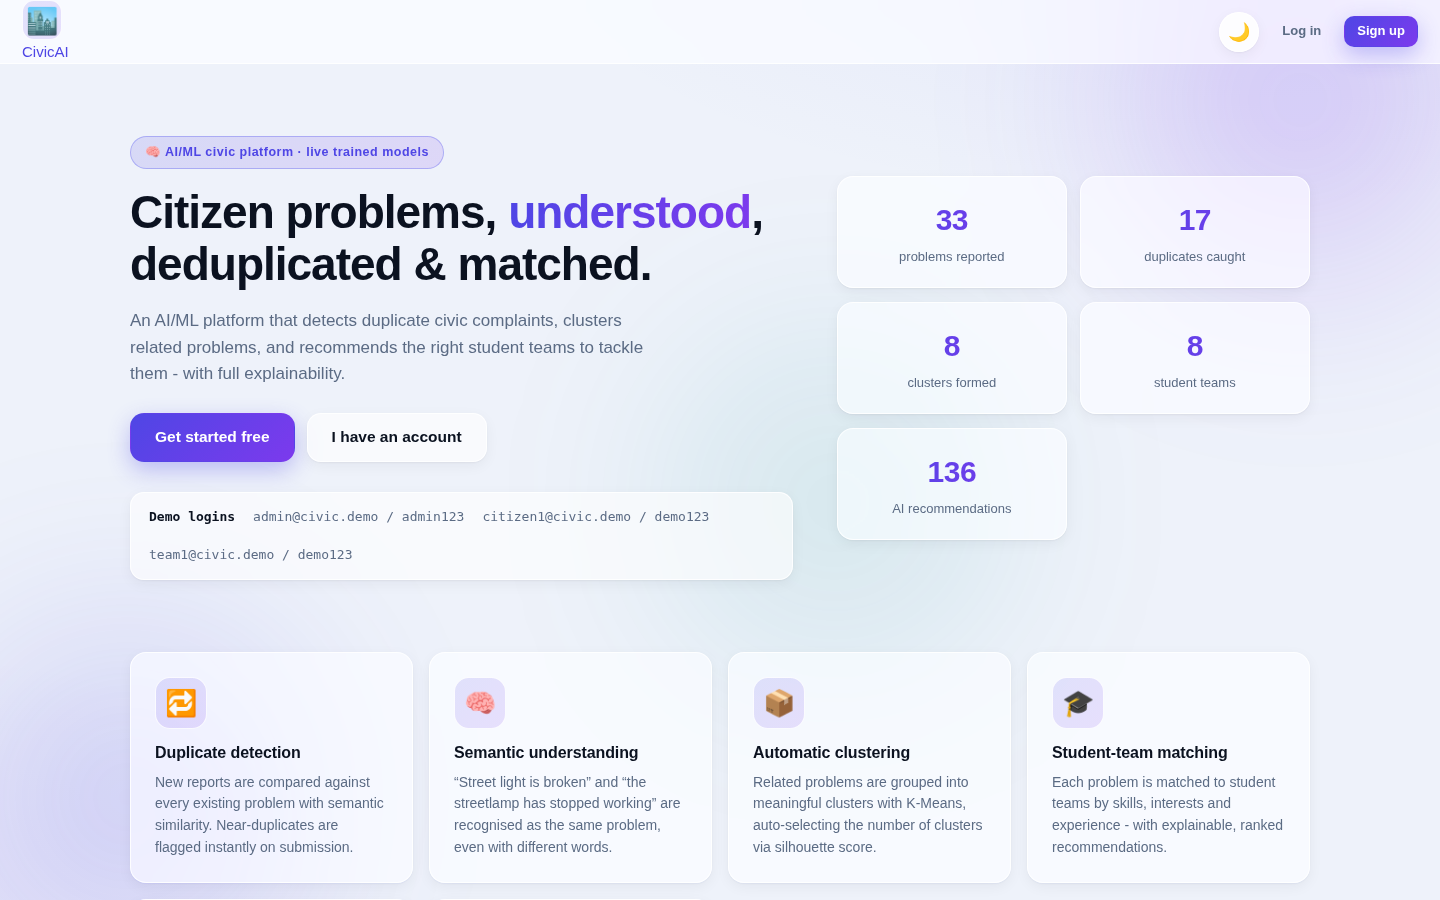 CivicAI
Log in
Sign up
AI/ML civic platform · live trained models
Citizen problems, understood,
deduplicated & matched.
An AI/ML platform that detects duplicate civic complaints, clusters
related problems, and recommends the right student teams to tackle
them - with full explainability.
Get started free
I have an account
Demo logins admin@civic.demo / admin123 citizen1@civic.demo / demo123
team1@civic.demo / demo123
33
problems reported
17
duplicates caught
8
clusters formed
8
student teams
136
AI recommendations
Duplicate detection
New reports are compared against
every existing problem with semantic
similarity. Near-duplicates are
flagged instantly on submission.
Semantic understanding
“Street light is broken” and “the
streetlamp has stopped working” are
recognised as the same problem,
even with different words.
Automatic clustering
Related problems are grouped into
meaningful clusters with K-Means,
auto-selecting the number of clusters
via silhouette score.
Student-team matching
Each problem is matched to student
teams by skills, interests and
experience - with explainable, ranked
recommendations.